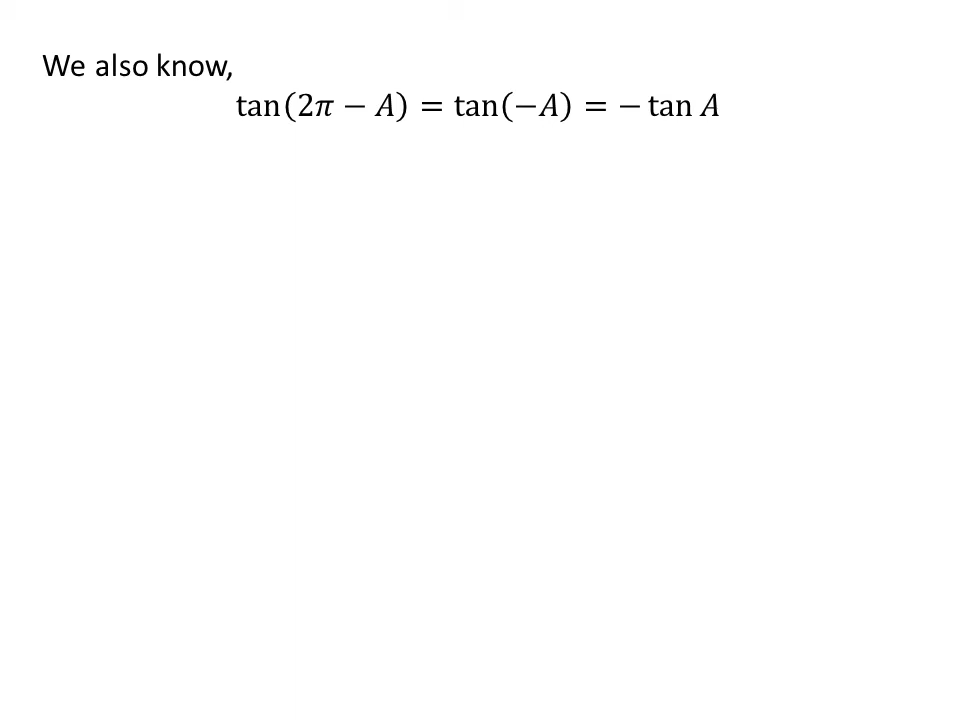 We also know,
tan(2𝜋 − 𝐴) = tan(−𝐴) = − tan 𝐴